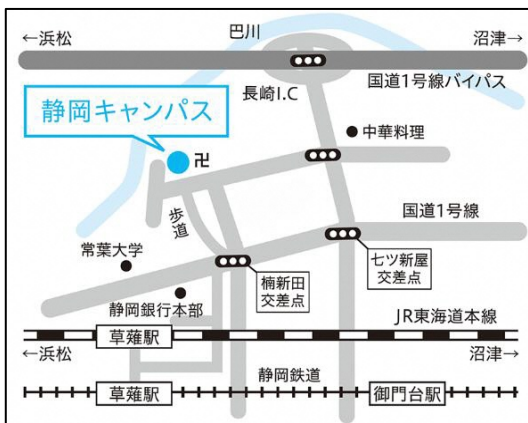 巴川
←浜松
沼津→
国道1号線バイパス
長崎I.C
静岡キャンパス
卍
中華料理
歩道
国道1号線
常葉大学
楠新田
交差点
七ツ新屋
交差点
静岡銀行本部
JR東海道本線
草薙駅
←浜松
沼津→
静岡鉄道
草薙駅
御門台駅